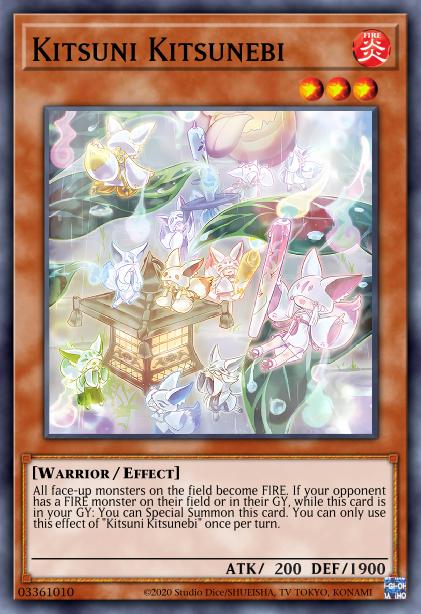 KITSUNI KITSUNEBI
FIRE
炎
[WARRIOR / EFFECT]
All face-up monsters on the field become FIRE. If your opponent
has a FIRE monster on their field or in their GY, while this card is
in your GY: You can Special Summon this card. You can only use
this effect of "Kitsuni Kitsunebi" once per turn.
ATK/ 200 DEF/1900
03361010 ©2020 Studio Dice/SHUEISHA, TV TOKYO, KONAMI